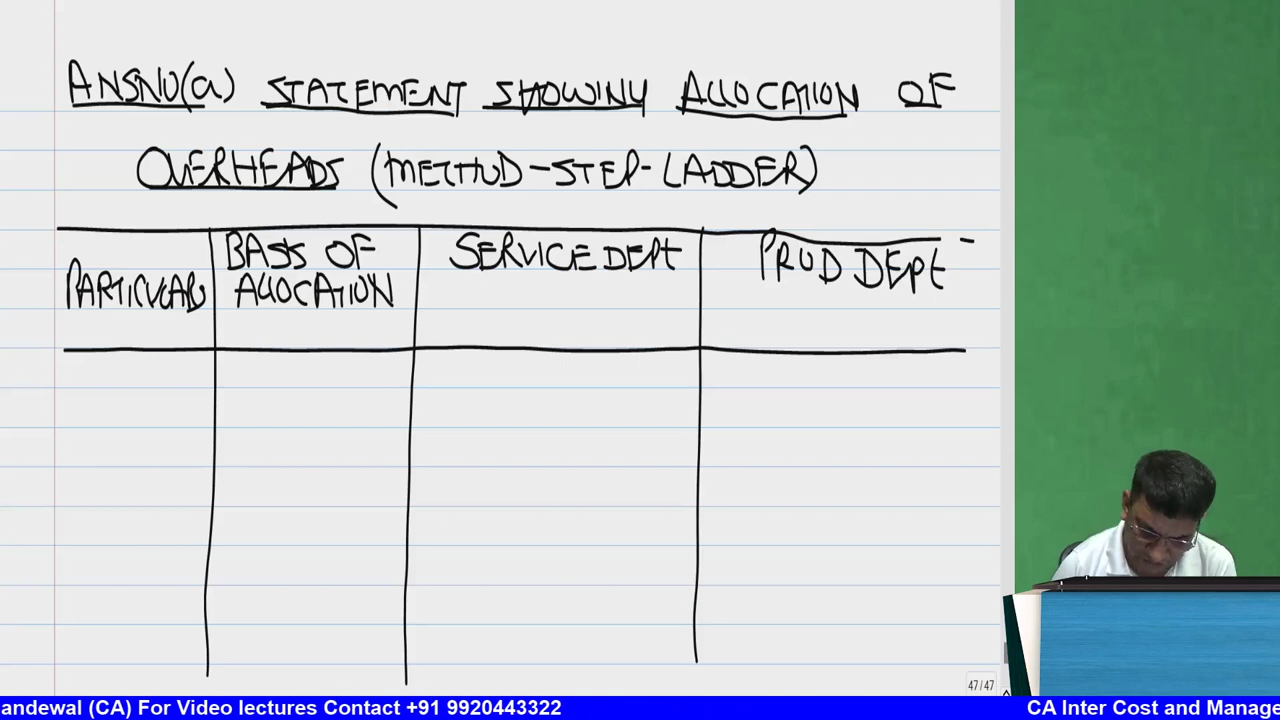 ANSNO(a) STATEMENT SHOWING ALLOCATION OF
OVERHEADS (METHOD-STEP-LADDER)
PARTICULARS
BASIS OF
ALLOCATION
SERVICE DEPT
PROD DEPT
47/47
andewal (CA) For Video lectures Contact +91 9920443322
CA Inter Cost and Manage